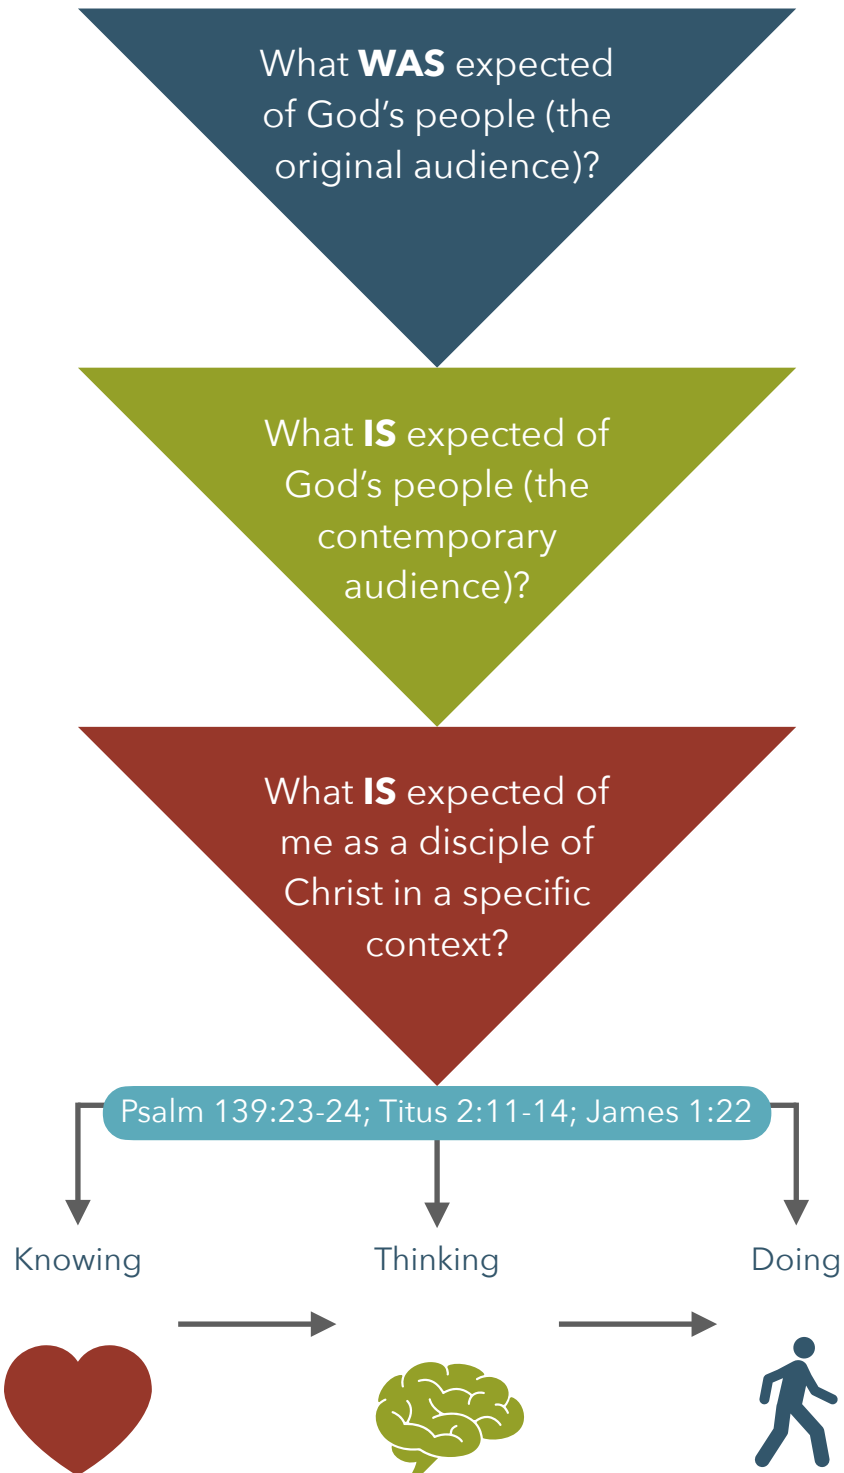 What WAS expected
of God's people (the
original audience)?
What IS expected of
God's people (the
contemporary
audience)?
What IS expected of
me as a disciple of
Christ in a specific
context?
Psalm 139:23-24; Titus 2:11-14; James 1:22
Knowing
Thinking
Doing